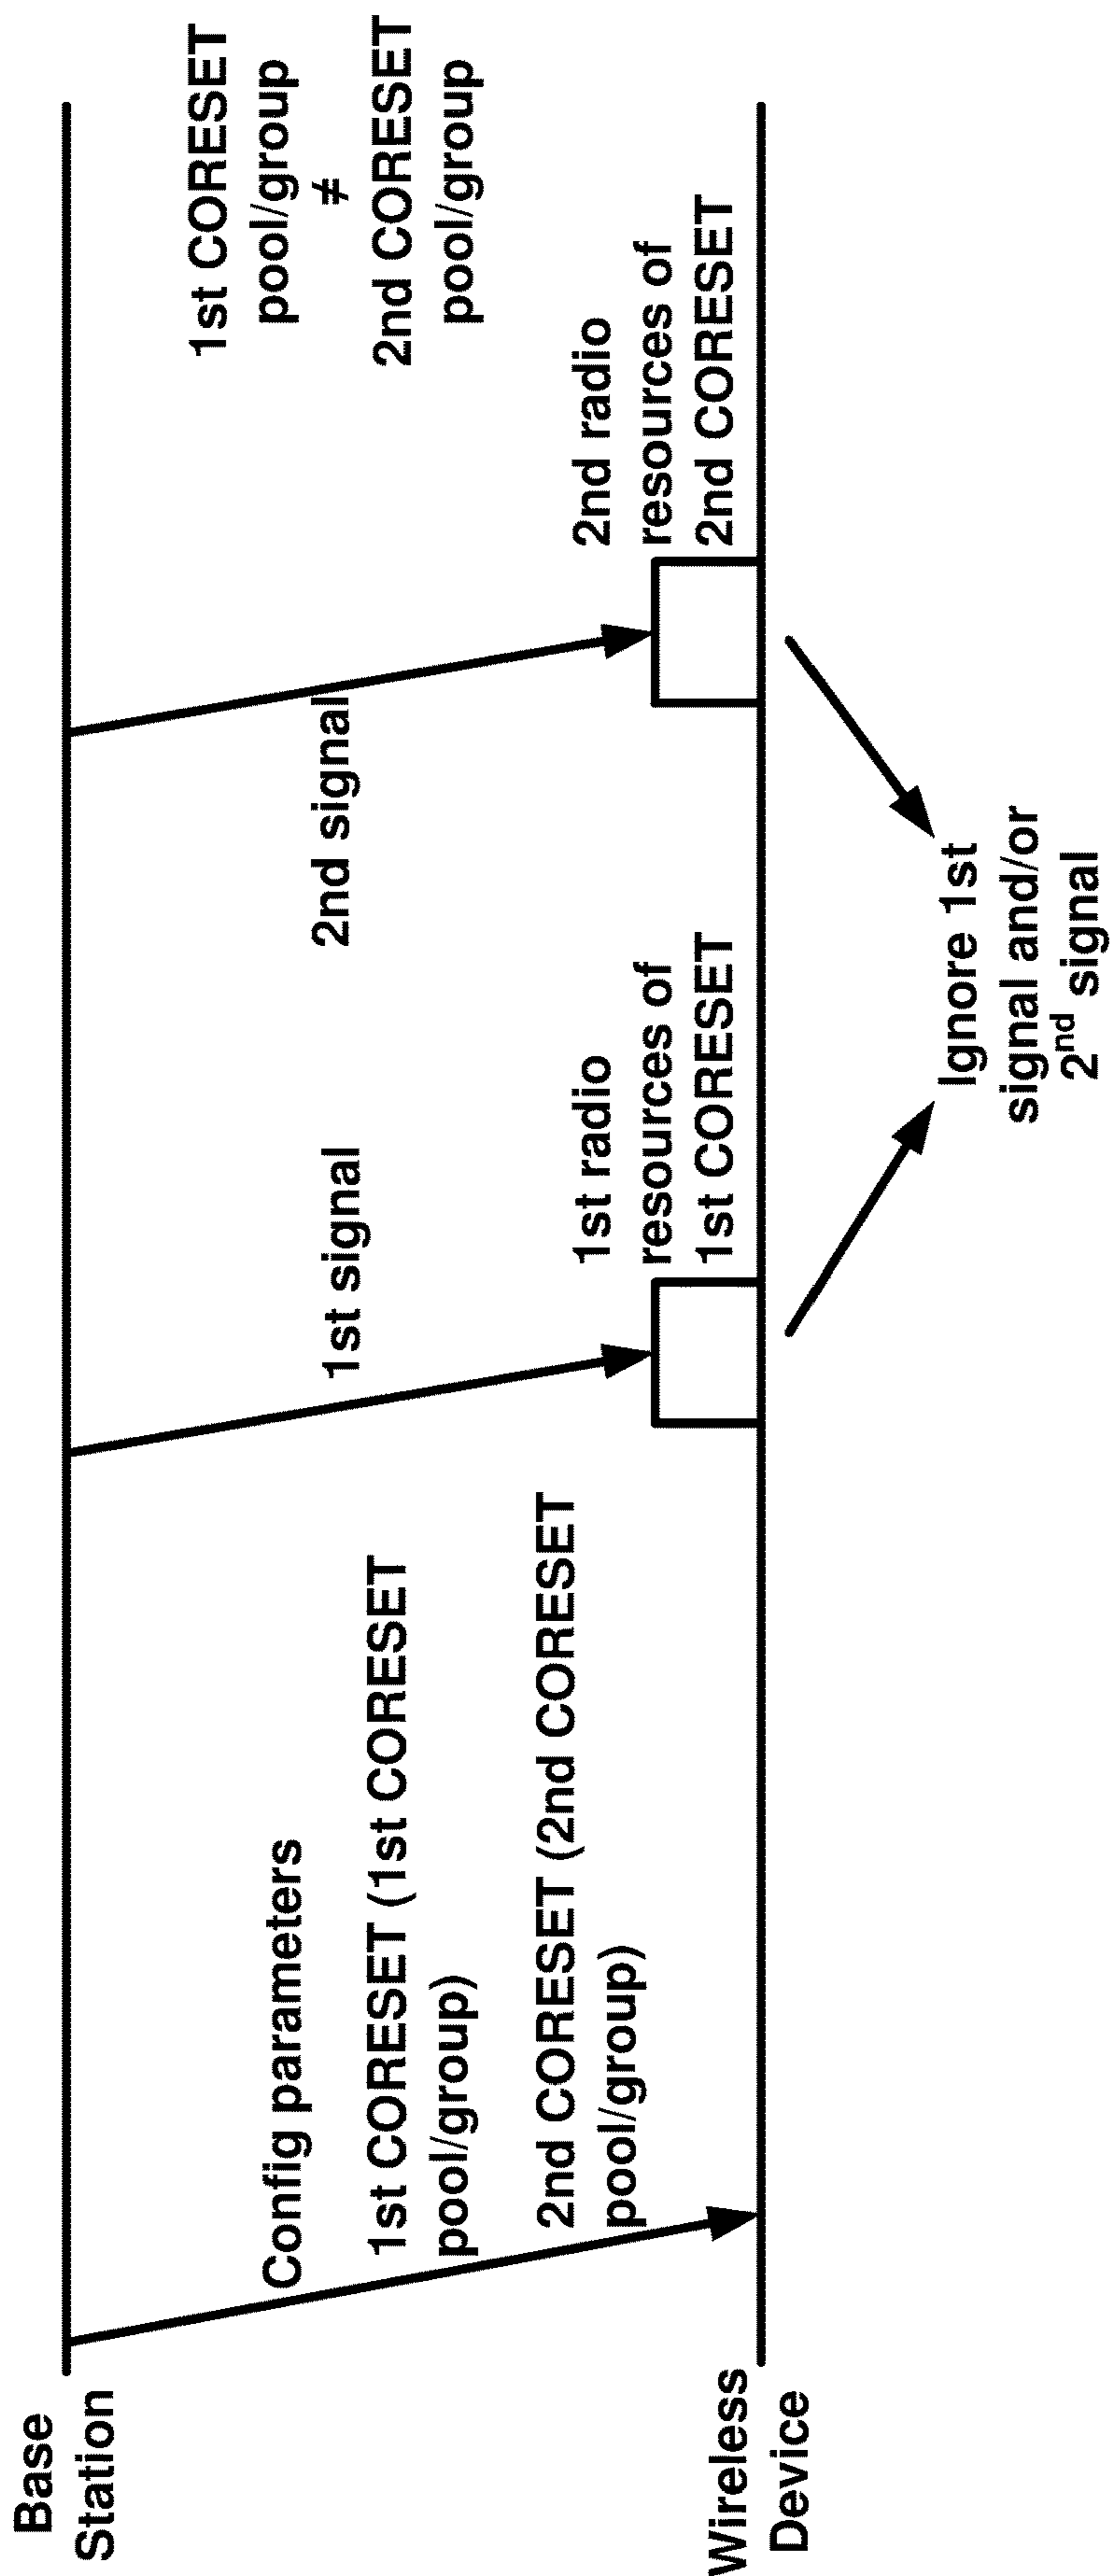 Base
Station
Config parameters
1st CORESET (1st CORESET
pool/group)
2nd CORESET (2nd CORESET
pool/group)
1st signal
2nd signal
1st CORESET
pool/group
≠
2nd CORESET
pool/group
1st radio
resources of
1st CORESET
2nd radio
resources of
2nd CORESET
Wireless
Device
Ignore 1st
signal and/or
2nd signal